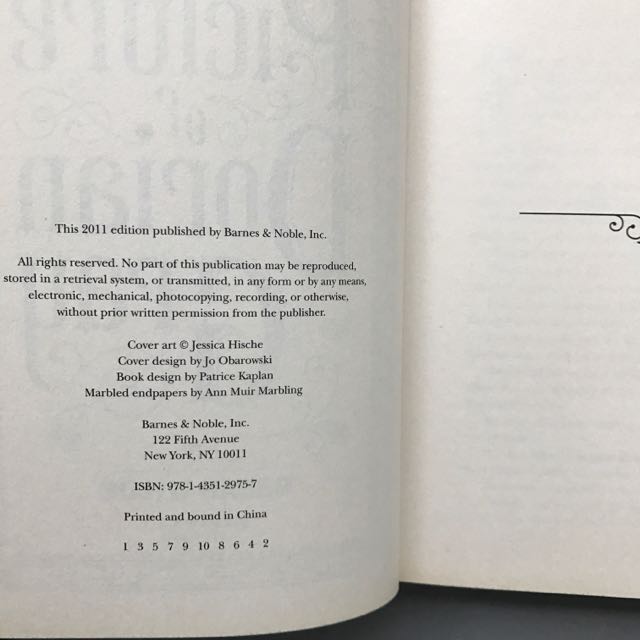 This 2011 edition published by Barnes & Noble, Inc.
All rights reserved. No part of this publication may be reproduced,
stored in a retrieval system, or transmitted, in any form or by any means,
electronic, mechanical, photocopying, recording, or otherwise,
without prior written permission from the publisher.
Cover art © Jessica Hische
Cover design by Jo Obarowski
Book design by Patrice Kaplan
Marbled endpapers by Ann Muir Marbling
Barnes & Noble, Inc.
122 Fifth Avenue
New York, NY 10011
ISBN: 978-1-4351-2975-7
Printed and bound in China
1 3 5 7 9 10 8 6 4 2